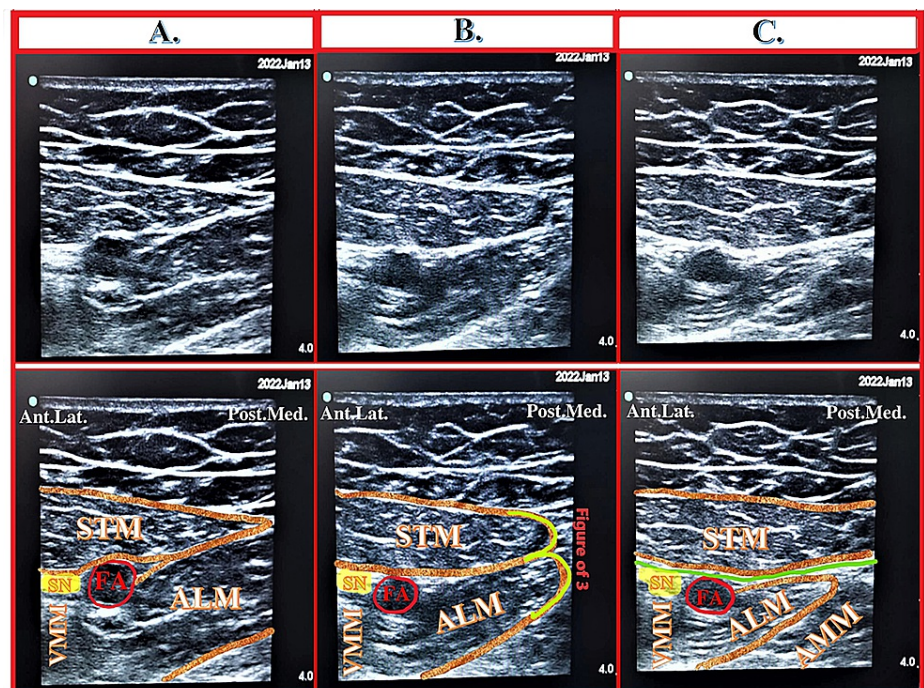 A.
B.
C.
2022Jan13
2022Jan13
2022Jan13
4.0
4.0
4.0
2022Jan13
2022Jan13
2022Jan13
Ant.Lat.
Post.Med.
Ant.Lat.
Post.Med.
Ant.Lat.
Post.Med.
STM
SN
FA
ALM
VMM
4.0
STM
SN
FA
ALM
VMM
Figure of 3
4.0
STM
SN
FA
ALM
AMM
VMM
4.0